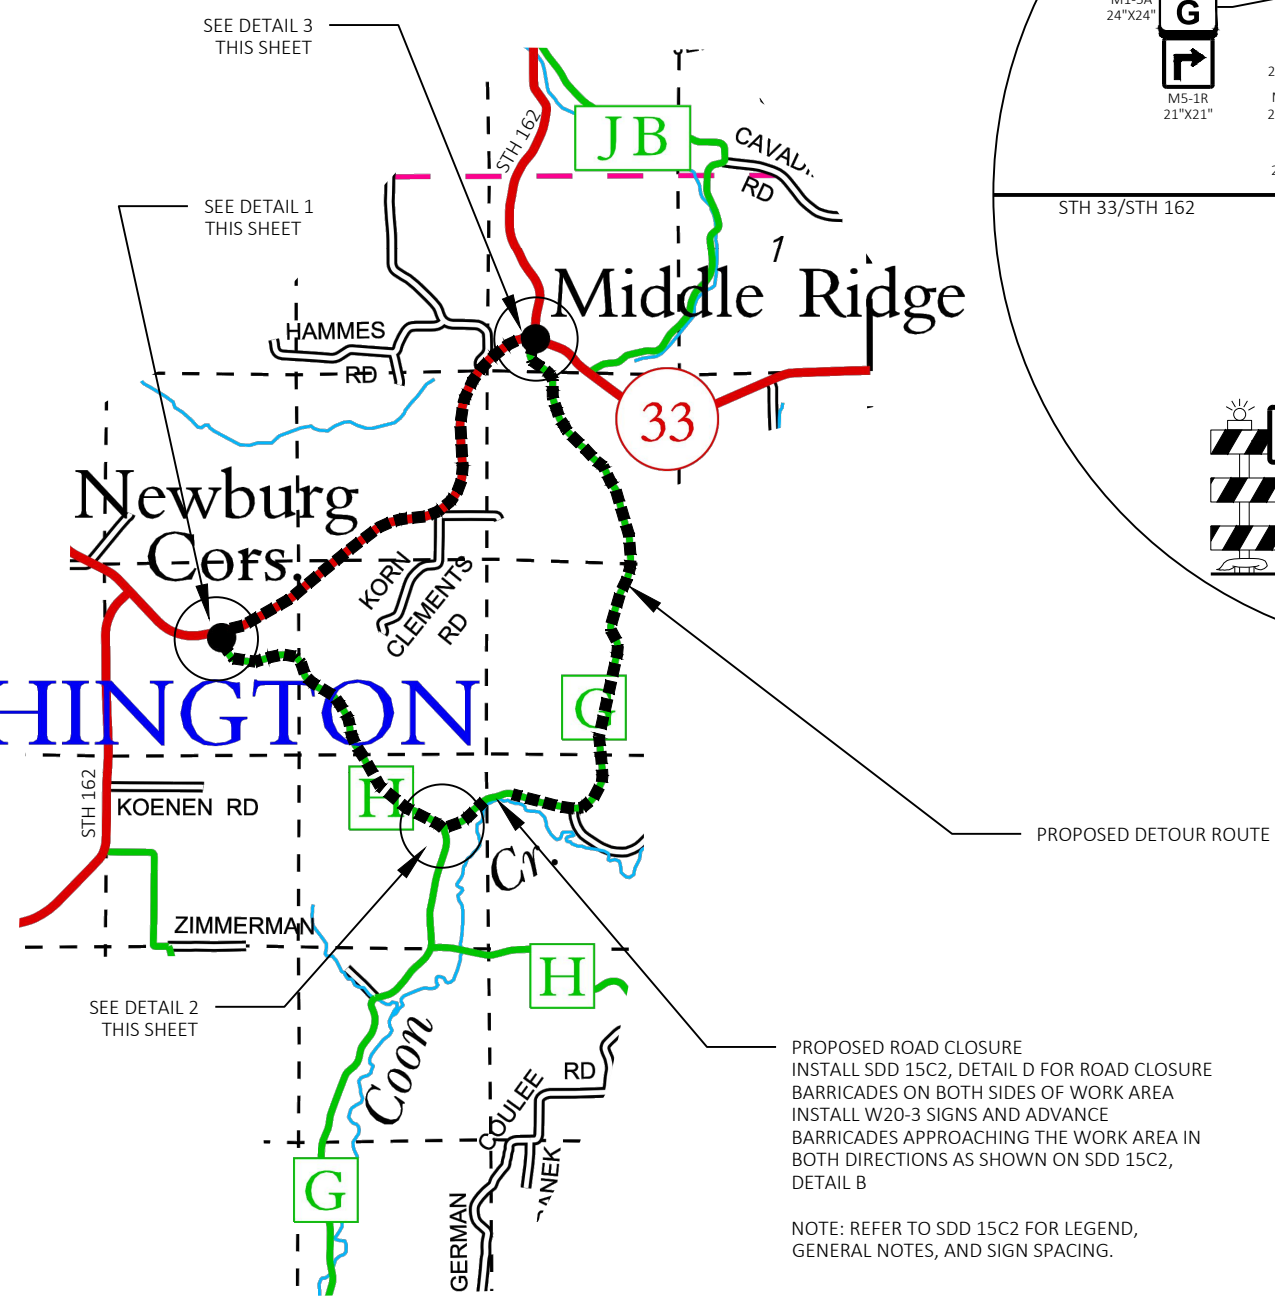 SEE DETAIL 3
THIS SHEET
SEE DETAIL 1
THIS SHEET
STH 162
JB
RD
1
Middle Ridge
HAMMES
RD
33
Newburg
Cors.
KORN
CLEMENTS
RD
HINGTON
G
H
STH 162
KOENEN RD
Cr.
ZIMMERMAN
H
SEE DETAIL 2
THIS SHEET
Coon
COULEE
RD
ANEK
GERMAN
G
PROPOSED DETOUR ROUTE
PROPOSED ROAD CLOSURE
INSTALL SDD 15C2, DETAIL D FOR ROAD CLOSURE
BARRICADES ON BOTH SIDES OF WORK AREA
INSTALL W20-3 SIGNS AND ADVANCE
BARRICADES APPROACHING THE WORK AREA IN
BOTH DIRECTIONS AS SHOWN ON SDD 15C2,
DETAIL B
NOTE: REFER TO SDD 15C2 FOR LEGEND,
GENERAL NOTES, AND SIGN SPACING.
24"X24"
G
M5-1R
21"X21"
STH 33/STH 162